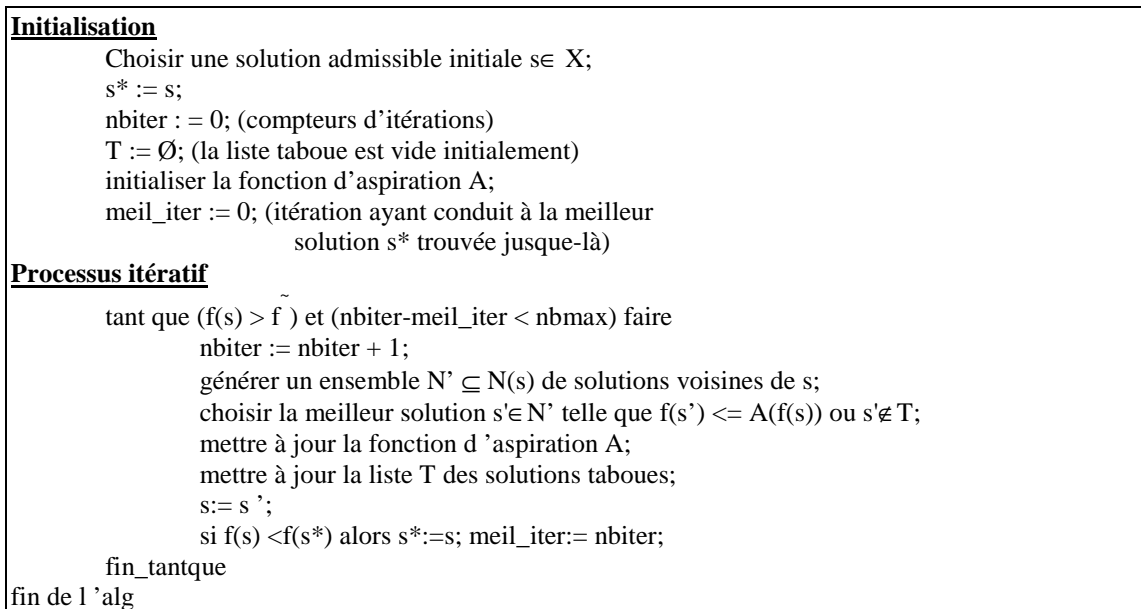 Initialisation
Choisir une solution admissible initiale s∈ X;
s* := s;
nbiter : = 0; (compteurs d’itérations)
T := Ø; (la liste taboue est vide initialement)
initialiser la fonction d’aspiration A;
meil_iter := 0; (itération ayant conduit à la meilleur
solution s* trouvée jusque-là)
Processus itératif
tant que (f(s) > f ̃ ) et (nbiter-meil_iter < nbmax) faire
nbiter := nbiter + 1;
générer un ensemble N’ ⊆ N(s) de solutions voisines de s;
choisir la meilleur solution s'∈ N’ telle que f(s’) <= A(f(s)) ou s'∉ T;
mettre à jour la fonction d ’aspiration A;
mettre à jour la liste T des solutions taboues;
s:= s ’;
si f(s) <f(s*) alors s*:=s; meil_iter:= nbiter;
fin_tantque
fin de l ’alg